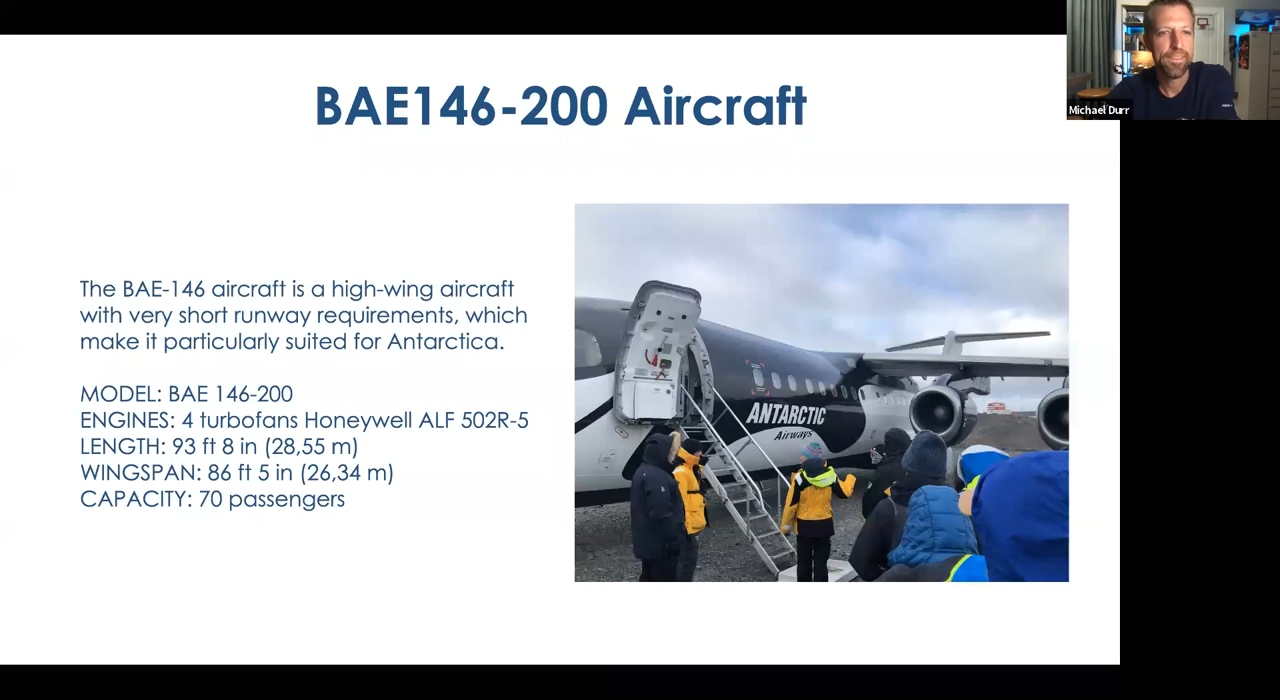 BAE146-200 Aircraft
Michael Durr
The BAE-146 aircraft is a high-wing aircraft
with very short runway requirements, which
make it particularly suited for Antarctica.
MODEL: BAE 146-200
ENGINES: 4 turbofans Honeywell ALF 502R-5
LENGTH: 93 ft 8 in (28,55 m)
WINGSPAN: 86 ft 5 in (26,34 m)
CAPACITY: 70 passengers
ANTARCTIC
Airways